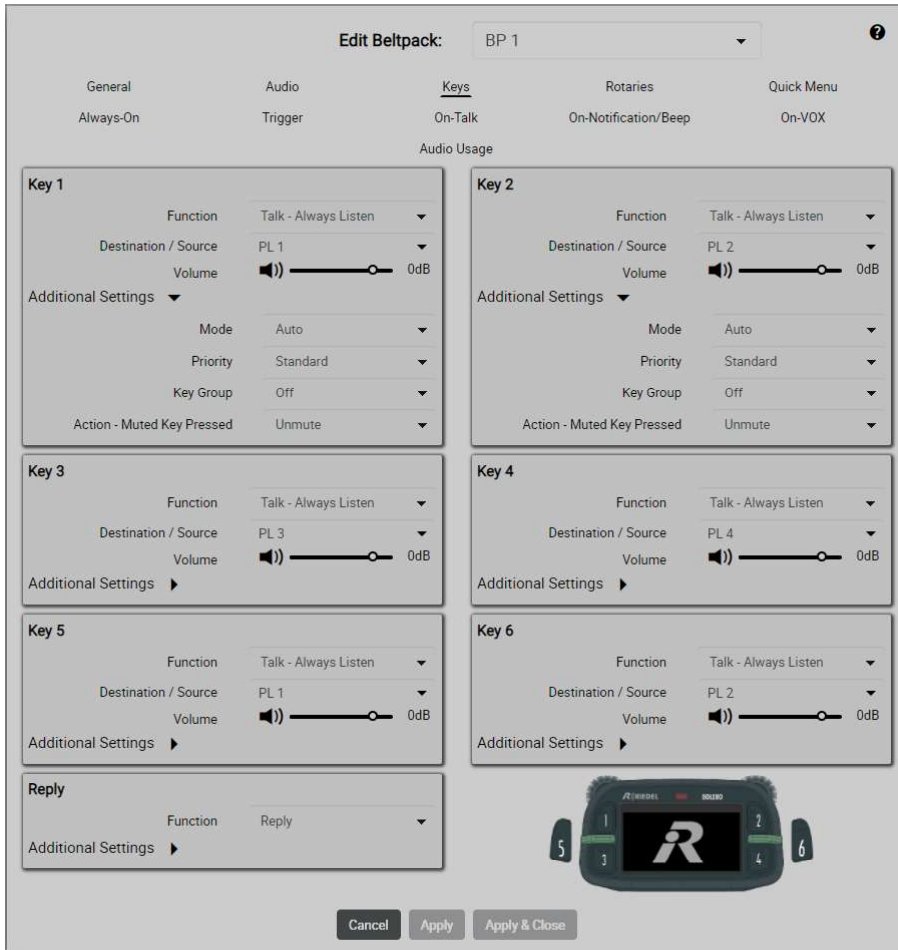 Edit Beltpack: BP 1 ?
General Audio Keys Rotaries Quick Menu
Always-On Trigger On-Talk On-Notification/Beep On-VOX
Audio Usage
Key 1
Function Talk - Always Listen
Destination / Source PL 1
Volume 0dB
Additional Settings
Mode Auto
Priority Standard
Key Group Off
Action - Muted Key Pressed Unmute
Key 2
Function Talk - Always Listen
Destination / Source PL 2
Volume 0dB
Additional Settings
Mode Auto
Priority Standard
Key Group Off
Action - Muted Key Pressed Unmute
Key 3
Function Talk - Always Listen
Destination / Source PL 3
Volume 0dB
Additional Settings
Key 4
Function Talk - Always Listen
Destination / Source PL 4
Volume 0dB
Additional Settings
Key 5
Function Talk - Always Listen
Destination / Source PL 1
Volume 0dB
Additional Settings
Key 6
Function Talk - Always Listen
Destination / Source PL 2
Volume 0dB
Additional Settings
Reply
Function Reply
Additional Settings
RIEDEL BOLERO
1 2
5 R 6
3 4
Cancel Apply Apply & Close